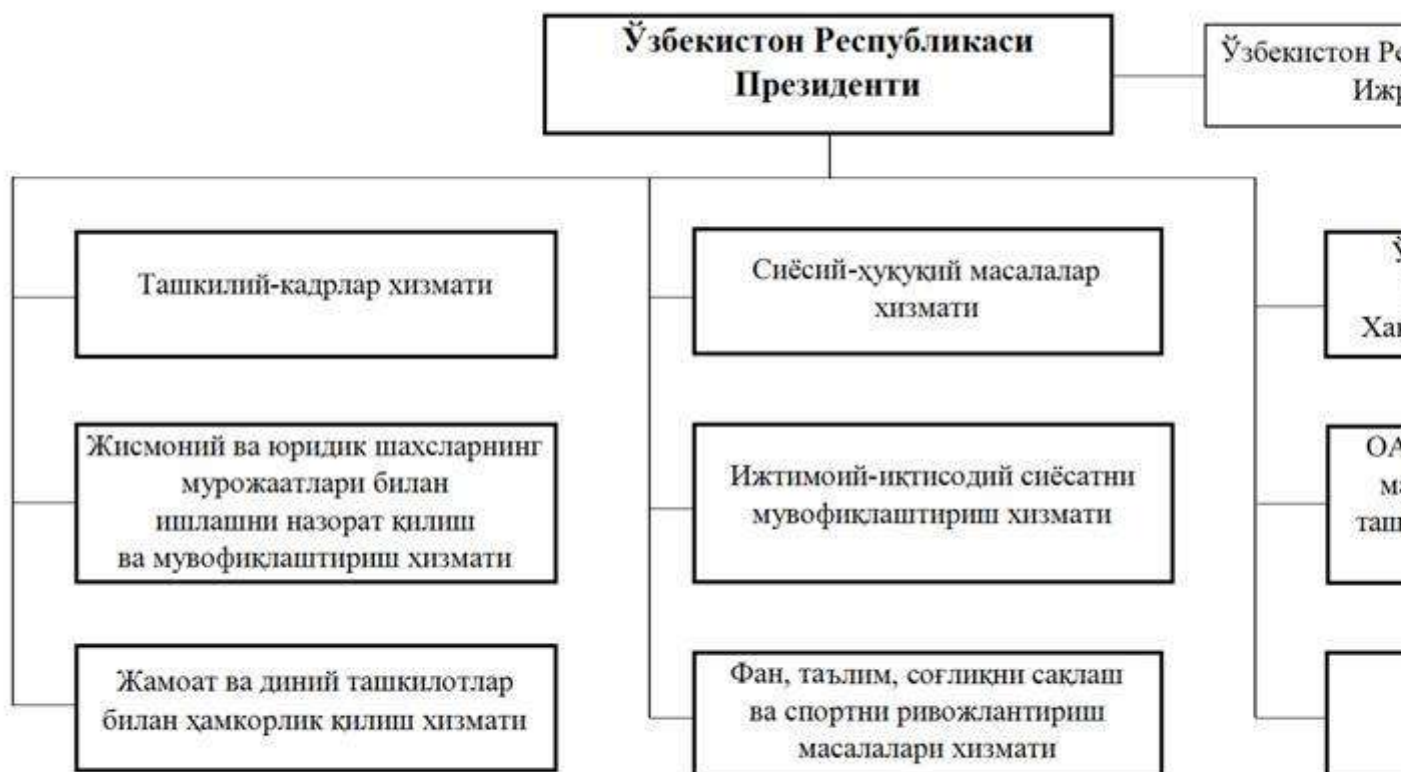 Ўзбекистон Республикаси
Президенти
Ўзбекистон
Ташкилий-кадрлар хизмати
Сиёсий-ҳуқуқий масалалар
хизмати
Жисмоний ва юридик шахсларнинг
мурожаатлари билан
ишлашни назорат қилиш
ва мувофиқлаштириш хизмати
Ижтимоий-иқтисодий сиёсатни
мувофиқлаштириш хизмати
Жамоат ва диний ташкилотлар
билан ҳамкорлик қилиш хизмати
Фан, таълим, соғлиқни сақлаш
ва спортни ривожлантириш
масалалари хизмати